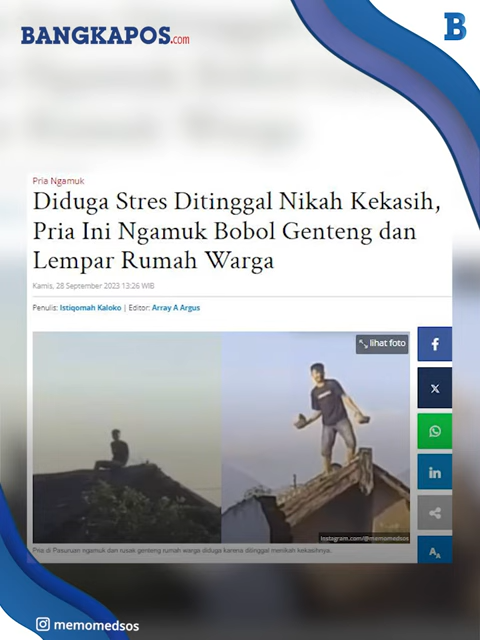 BANGKAPOS.com
B
Pria Ngamuk
Diduga Stres Ditinggal Nikah Kekasih,
Pria Ini Ngamuk Bobol Genteng dan
Lempar Rumah Warga
Kamis, 28 September 2023 13:26 WIB
Penulis: Istiqomah Kaloko | Editor: Array A Argus
lihat foto
f
X
in
Instagram.com/@memomedsos
AA
Pria di Pasuruan ngamuk dan rusak genteng rumah warga diduga karena ditinggal menikah kekasihnya.
memomedsos